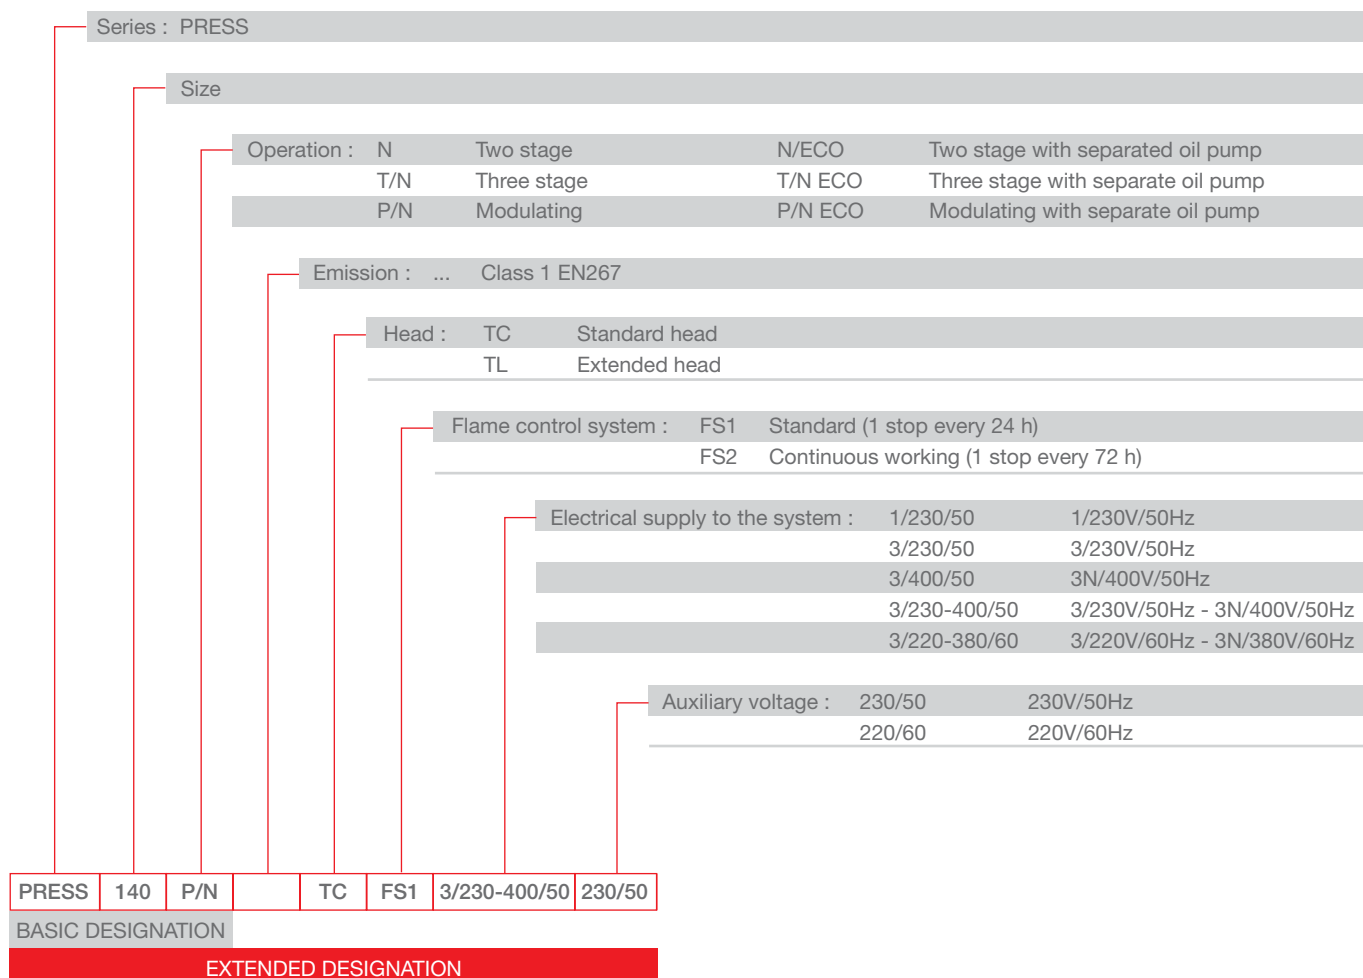 Series : PRESS
Size
Operation : N Two stage N/ECO Two stage with separated oil pump
T/N Three stage T/N ECO Three stage with separate oil pump
P/N Modulating P/N ECO Modulating with separate oil pump
Emission : ... Class 1 EN267
Head : TC Standard head
TL Extended head
Flame control system : FS1 Standard (1 stop every 24 h)
FS2 Continuous working (1 stop every 72 h)
Electrical supply to the system : 1/230/50 1/230V/50Hz
3/230/50 3/230V/50Hz
3/400/50 3N/400V/50Hz
3/230-400/50 3/230V/50Hz - 3N/400V/50Hz
3/220-380/60 3/220V/60Hz - 3N/380V/60Hz
Auxiliary voltage : 230/50 230V/50Hz
220/60 220V/60Hz
PRESS 140 P/N TC FS1 3/230-400/50 230/50
BASIC DESIGNATION
EXTENDED DESIGNATION